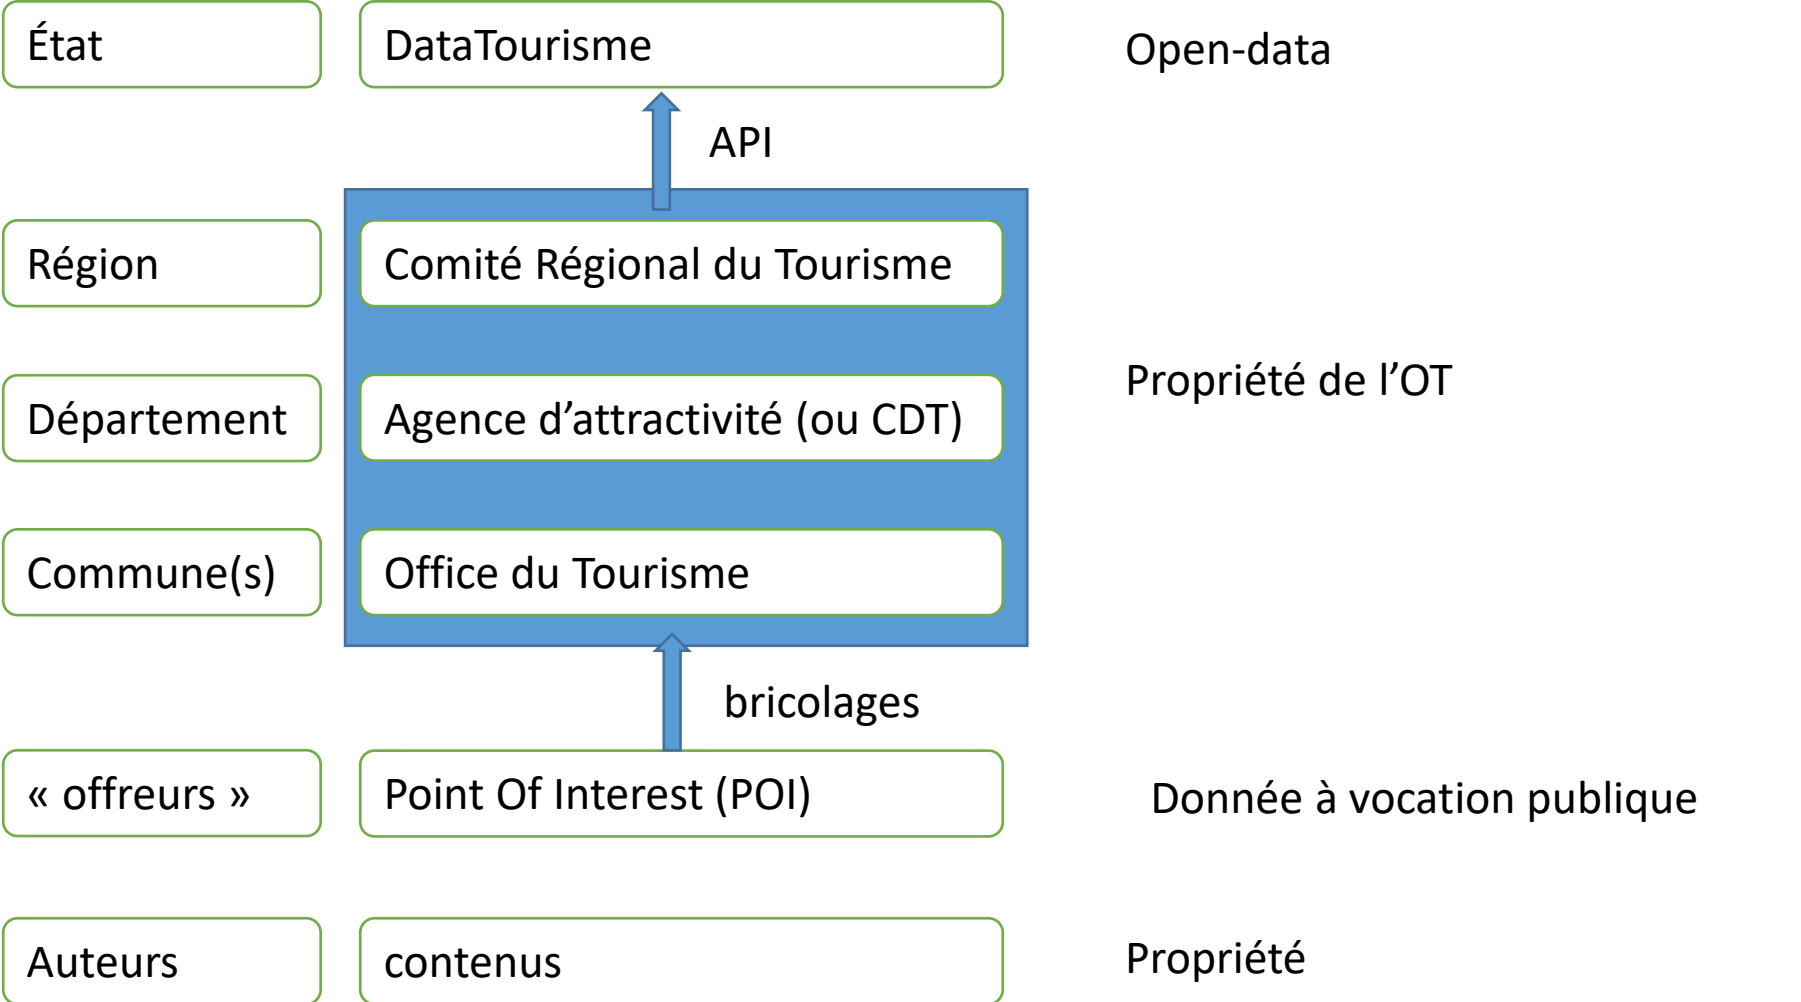 État
DataTourisme
Open-data
API
Région
Comité Régional du Tourisme
Propriété de l’OT
Département
Agence d’attractivité (ou CDT)
Commune(s)
Office du Tourisme
bricolages
« offreurs »
Point Of Interest (POI)
Donnée à vocation publique
Auteurs
contenus
Propriété